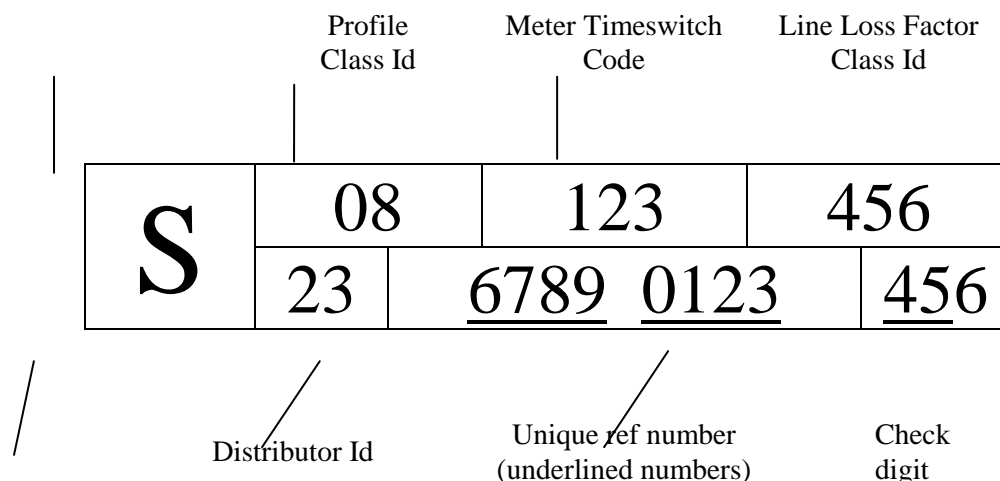 Profile Class Id
Meter Timeswitch Code
Line Loss Factor Class Id
S
08 123 456
23 6789 0123 456
Distributor Id
Unique ref number
(underlined numbers)
Check digit